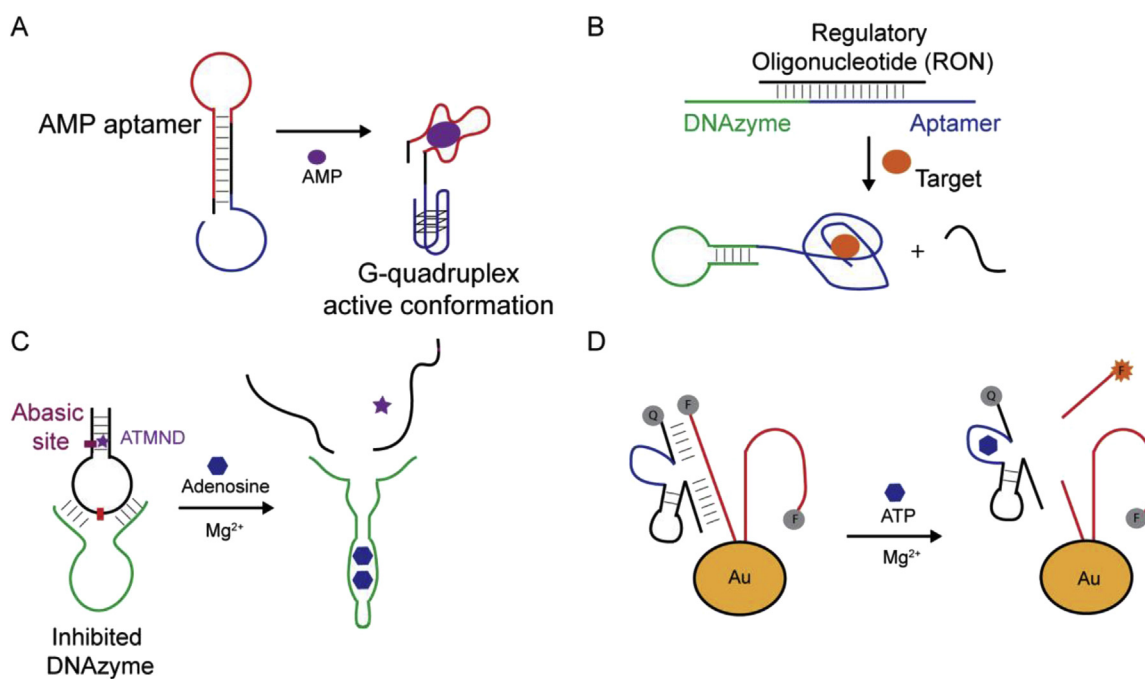 A
AMP aptamer
AMP
G-quadruplex
active conformation
B
Regulatory
Oligonucleotide (RON)
DNAzyme
Aptamer
Target
+
C
Abasic
site
ATMND
Adenosine
Mg²⁺
Inhibited
DNAzyme
D
Q
F
F
Au
ATP
Mg²⁺
Q
F
F
Au